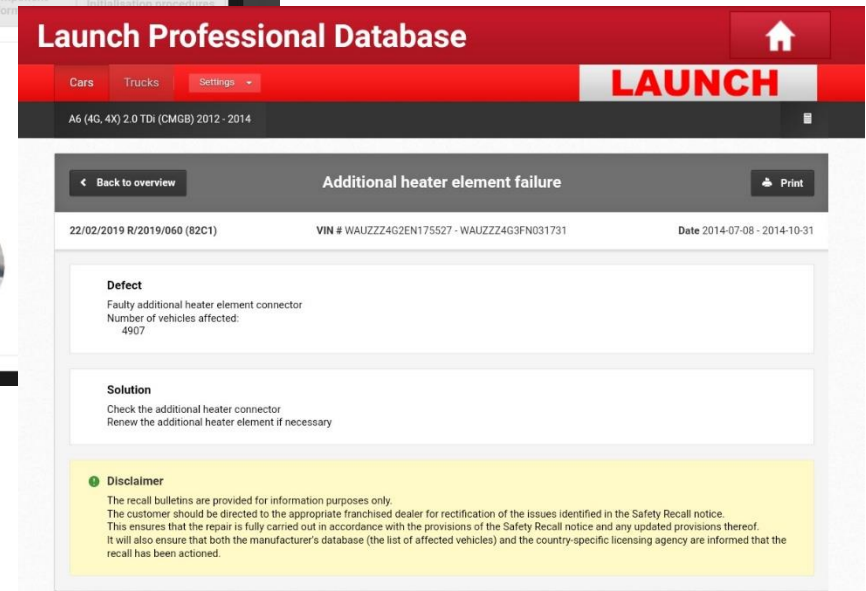 Initialisation procedures
Launch Professional Database
Cars Trucks Settings
LAUNCH
A6 (4G, 4X) 2.0 TDi (CMGB) 2012 - 2014
Back to overview Additional heater element failure Print
22/02/2019 R/2019/060 (82C1) VIN # WAUZZZ4G2EN175527 - WAUZZZ4G3FN031731 Date 2014-07-08 - 2014-10-31
Defect
Faulty additional heater element connector
Number of vehicles affected:
4907
Solution
Check the additional heater connector
Renew the additional heater element if necessary
Disclaimer
The recall bulletins are provided for information purposes only.
The customer should be directed to the appropriate franchised dealer for rectification of the issues identified in the Safety Recall notice.
This ensures that the repair is fully carried out in accordance with the provisions of the Safety Recall notice and any updated provisions thereof.
It will also ensure that both the manufacturer's database (the list of affected vehicles) and the country-specific licensing agency are informed that the
recall has been actioned.